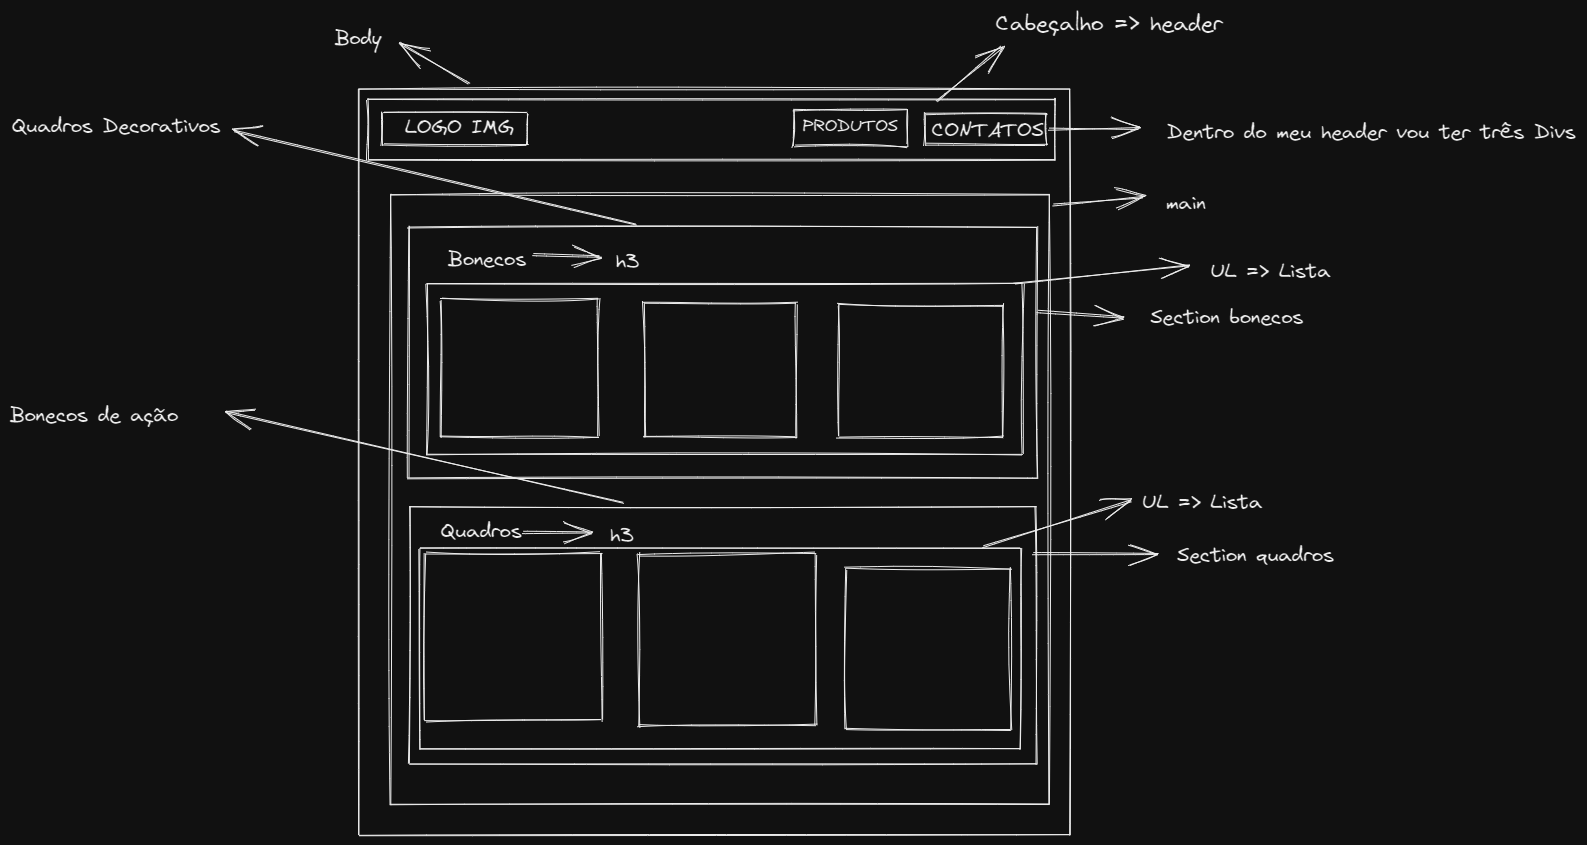 Cabeçalho => header
Body
Quadros Decorativos
LOGO IMG
PRODUTOS
CONTATOS
Dentro do meu header vou ter três Divs
main
Bonecos
h3
UL => Lista
Section bonecos
Bonecos de ação
UL => Lista
Quadros
h3
Section quadros